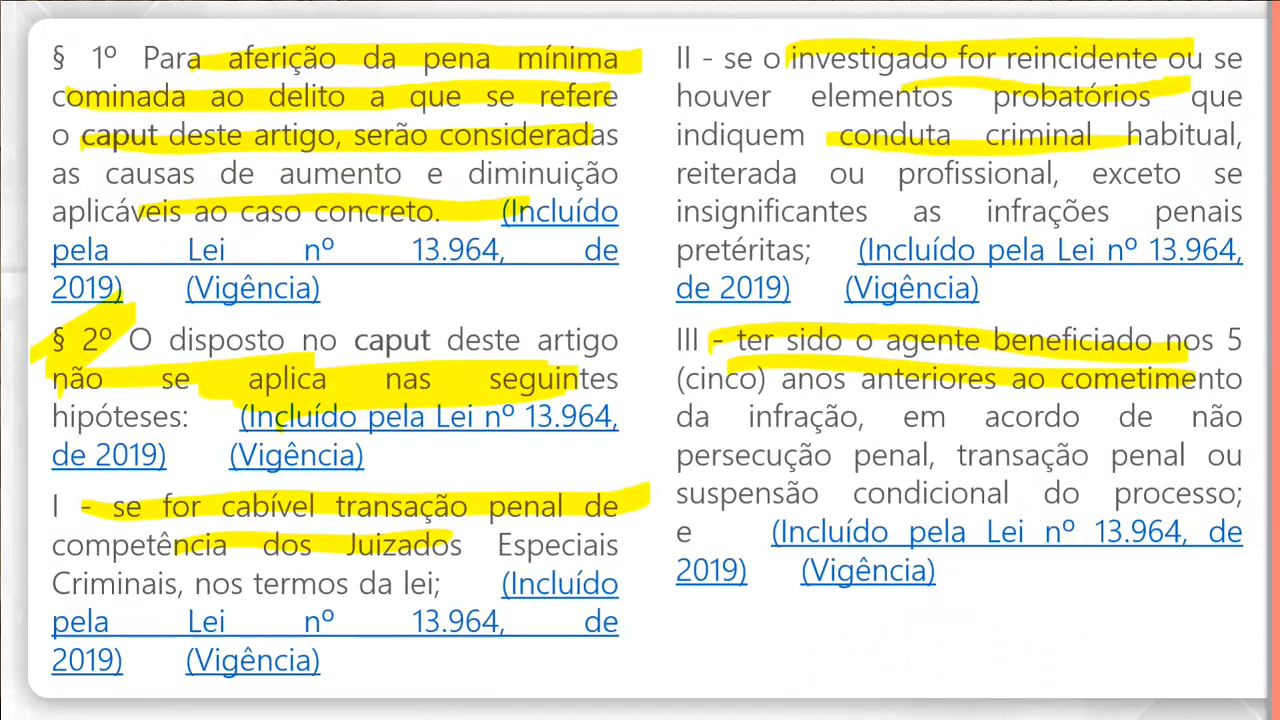 § 1º Para aferição da pena mínima
cominada ao delito a que se refere
o caput deste artigo, serão consideradas
as causas de aumento e diminuição
aplicáveis ao caso concreto. (Incluído
pela Lei nº 13.964, de
2019) (Vigência)
§ 2º O disposto no caput deste artigo
não se aplica nas seguintes
hipóteses: (Incluído pela Lei nº 13.964,
de 2019) (Vigência)
I - se for cabível transação penal de
competência dos Juizados Especiais
Criminais, nos termos da lei; (Incluído
pela Lei nº 13.964, de
2019) (Vigência)
II - se o investigado for reincidente ou se
houver elementos probatórios que
indiquem conduta criminal habitual,
reiterada ou profissional, exceto se
insignificantes as infrações penais
pretéritas; (Incluído pela Lei nº 13.964,
de 2019) (Vigência)
III - ter sido o agente beneficiado nos 5
(cinco) anos anteriores ao cometimento
da infração, em acordo de não
persecução penal, transação penal ou
suspensão condicional do processo;
e (Incluído pela Lei nº 13.964, de
2019) (Vigência)